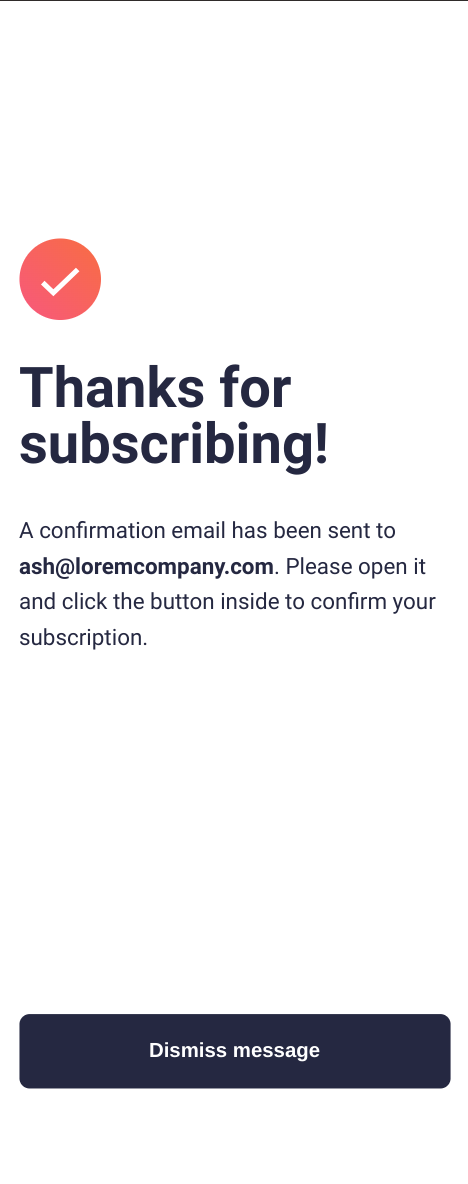 Thanks for
subscribing!
A confirmation email has been sent to
ash@loremcompany.com. Please open it
and click the button inside to confirm your
subscription.
Dismiss message